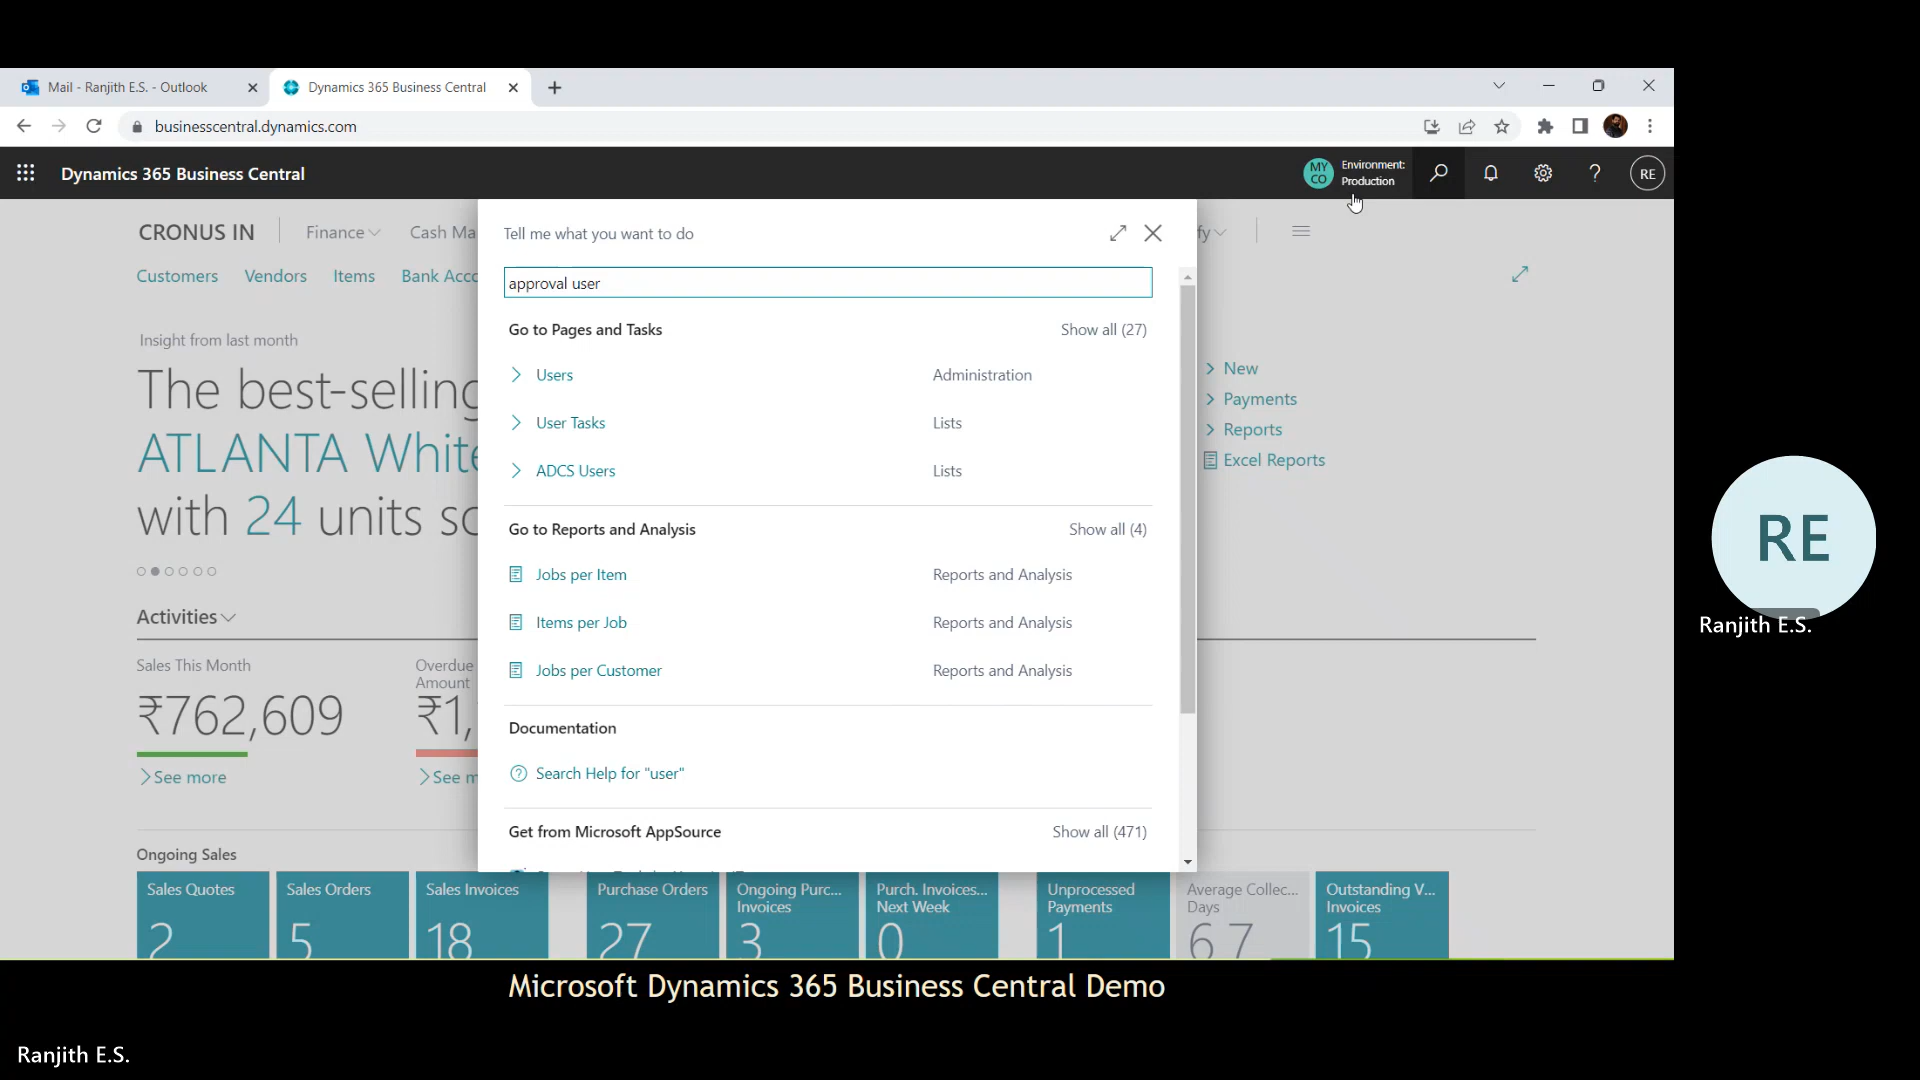 Mail - Ranjith E.S. - Outlook
Dynamics 365 Business Central
businesscentral.dynamics.com
Dynamics 365 Business Central
MY
CO
Environment:
Production
RE
CRONUS IN
Finance
Cash Ma
fy
Customers
Vendors
Items
Bank Acco
Tell me what you want to do
approval user
Go to Pages and Tasks
Show all (27)
Users
Administration
User Tasks
Lists
ADCS Users
Lists
Go to Reports and Analysis
Show all (4)
Jobs per Item
Reports and Analysis
Items per Job
Reports and Analysis
Jobs per Customer
Reports and Analysis
Documentation
Search Help for "user"
Get from Microsoft AppSource
Show all (471)
Insight from last month
The best-selling
ATLANTA White
with 24 units so
New
Payments
Reports
Excel Reports
Activities
Sales This Month
₹762,609
See more
Overdue
Amount
₹1,
See m
Ongoing Sales
Sales Quotes
2
Sales Orders
5
Sales Invoices
18
Purchase Orders
27
Ongoing Purc...
Invoices
3
Purch. Invoices...
Next Week
0
Unprocessed
Payments
1
Average Collec...
Days
6.7
Outstanding V...
Invoices
15
RE
Ranjith E.S.
Microsoft Dynamics 365 Business Central Demo
Ranjith E.S.